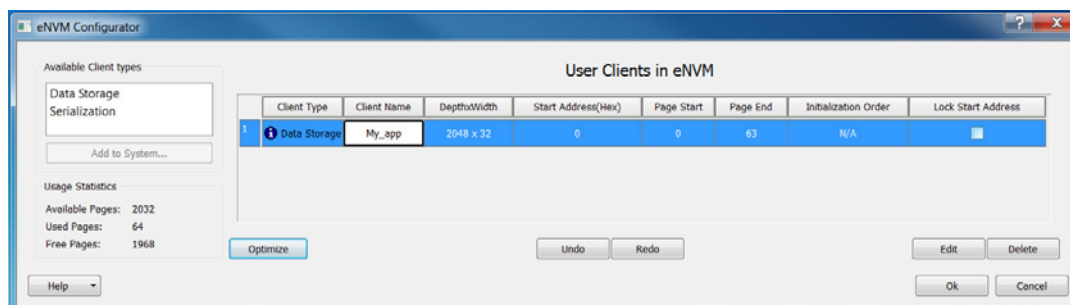 eNVM Configurator
? X
Available Client types
Data Storage
Serialization
Add to System...
Usage Statistics
Available Pages: 2032
Used Pages: 64
Free Pages: 1968
User Clients in eNVM
Client Type Client Name DepthxWidth Start Address(Hex) Page Start Page End Initialization Order Lock Start Address
1 Data Storage My_app 2048 x 32 0 0 63 N/A
Optimize Undo Redo Edit Delete
Help Ok Cancel